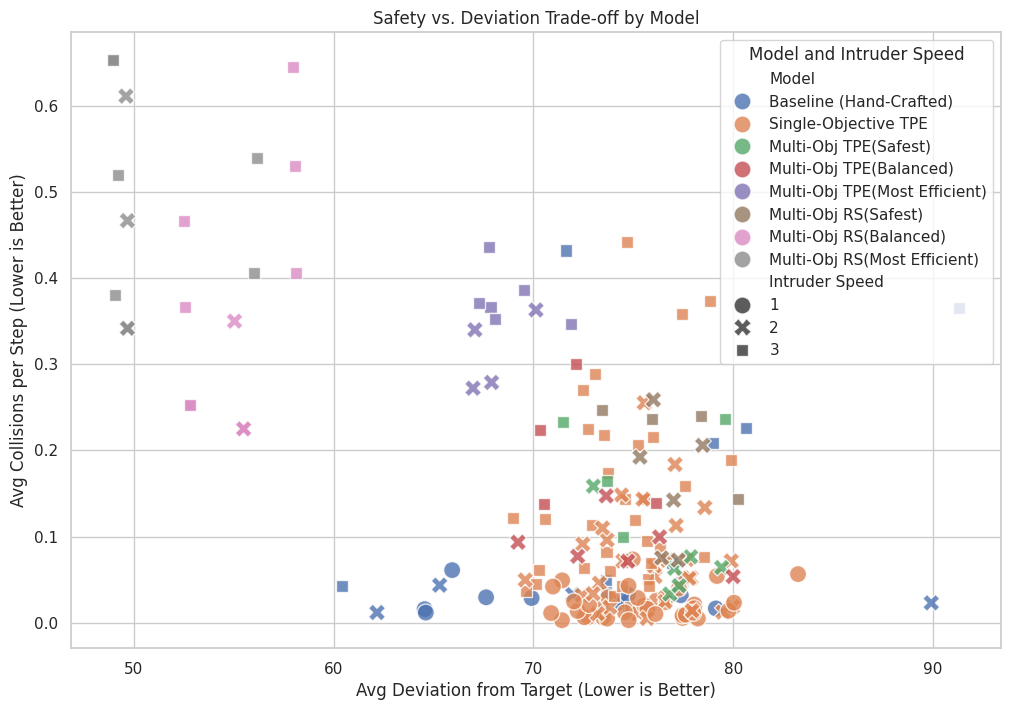 Safety vs. Deviation Trade-off by Model
Avg Collisions per Step (Lower is Better)
0.6
0.5
0.4
0.3
0.2
0.1
0.0
Model and Intruder Speed
Model
Baseline (Hand-Crafted)
Single-Objective TPE
Multi-Obj TPE(Safest)
Multi-Obj TPE(Balanced)
Multi-Obj TPE(Most Efficient)
Multi-Obj RS(Safest)
Multi-Obj RS(Balanced)
Multi-Obj RS(Most Efficient)
Intruder Speed
1
2
3
50 60 70 80 90
Avg Deviation from Target (Lower is Better)